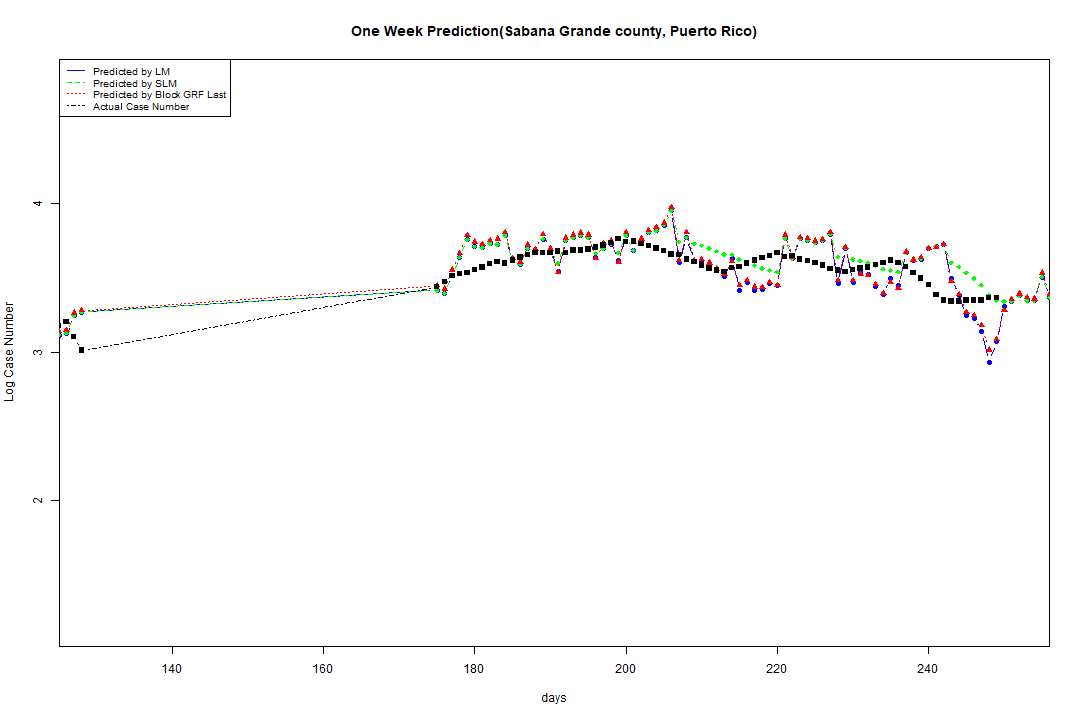 One Week Prediction(Sabana Grande county, Puerto Rico)
Predicted by LM
Predicted by SLM
Predicted by Block GRF Last
Actual Case Number
4
3
2
Log Case Number
140 160 180 200 220 240
days